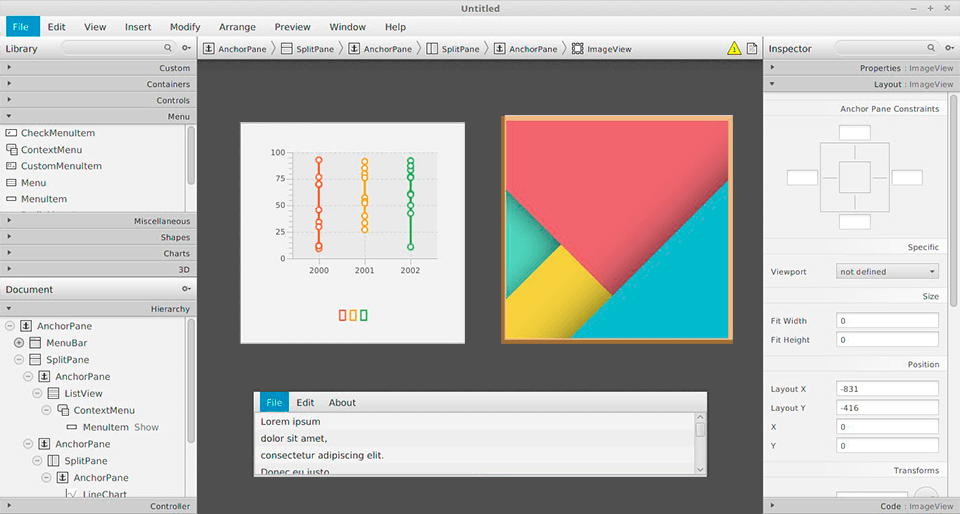 Untitled
File Edit View Insert Modify Arrange Preview Window Help
Library
AnchorPane SplitPane AnchorPane SplitPane AnchorPane ImageView
Inspector
Custom
Containers
Controls
Menu
CheckMenuItem
ContextMenu
CustomMenuItem
Menu
MenuItem
Miscellaneous
Shapes
Charts
3D
Document
Hierarchy
AnchorPane
MenuBar
SplitPane
AnchorPane
ListView
ContextMenu
MenuItem Show
AnchorPane
SplitPane
AnchorPane
LineChart
Controller
100
75
50
25
0
2000 2001 2002
File Edit About
Lorem ipsum
dolor sit amet,
consectetur adipiscing elit.
Donec eu justo
Properties : ImageView
Layout : ImageView
Anchor Pane Constraints
Specific
Viewport not defined
Size
Fit Width 0
Fit Height 0
Position
Layout X -831
Layout Y -416
X 0
Y 0
Transforms
Code : ImageView